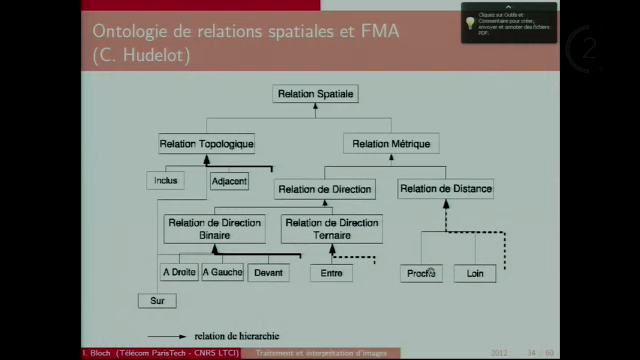 Ontologie de relations spatiales et FMA
(C. Hudelot)
Cliquez sur Outils et
Commentaire pour créer,
envoyer et annoter des fichiers
PDF.
2
Relation Spatiale
Relation Topologique
Relation Métrique
Inclus
Adjacent
Relation de Direction
Relation de Distance
Relation de Direction
Binaire
Relation de Direction
Ternaire
A Droite
A Gauche
Devant
Entre
Proche
Loin
Sur
relation de hierarchie
I. Bloch (Télécom ParisTech - CNRS LTCI)
Traitement et interprétation d'images
2012
34 / 60